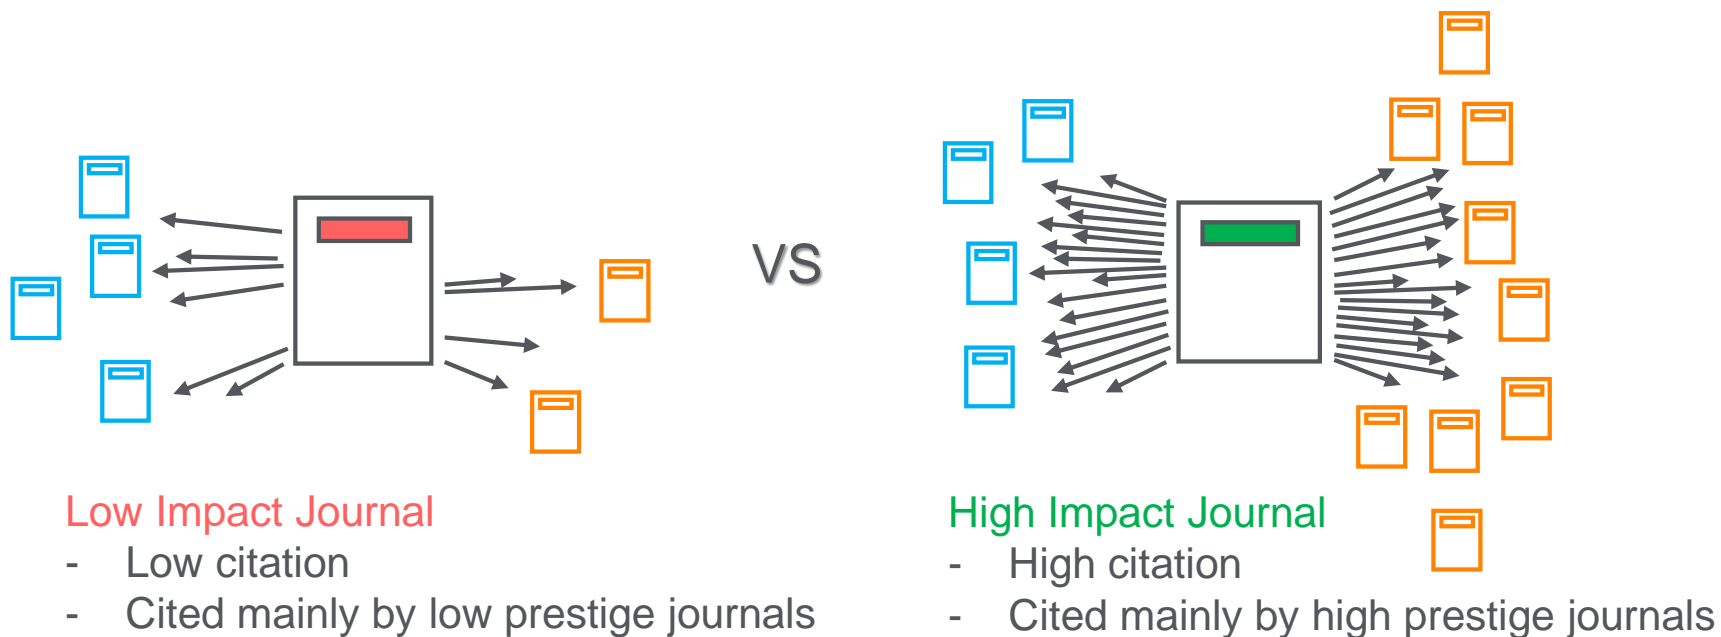 VS
Low Impact Journal
- Low citation
- Cited mainly by low prestige journals
High Impact Journal
- High citation
- Cited mainly by high prestige journals